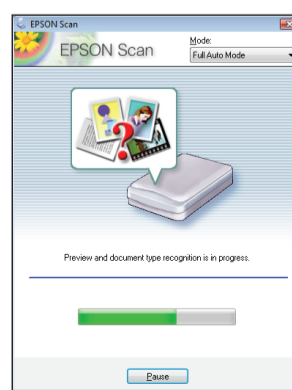 EPSON Scan
EPSON Scan
Mode:
Full Auto Mode
?
Preview and document type recognition is in progress.
Pause